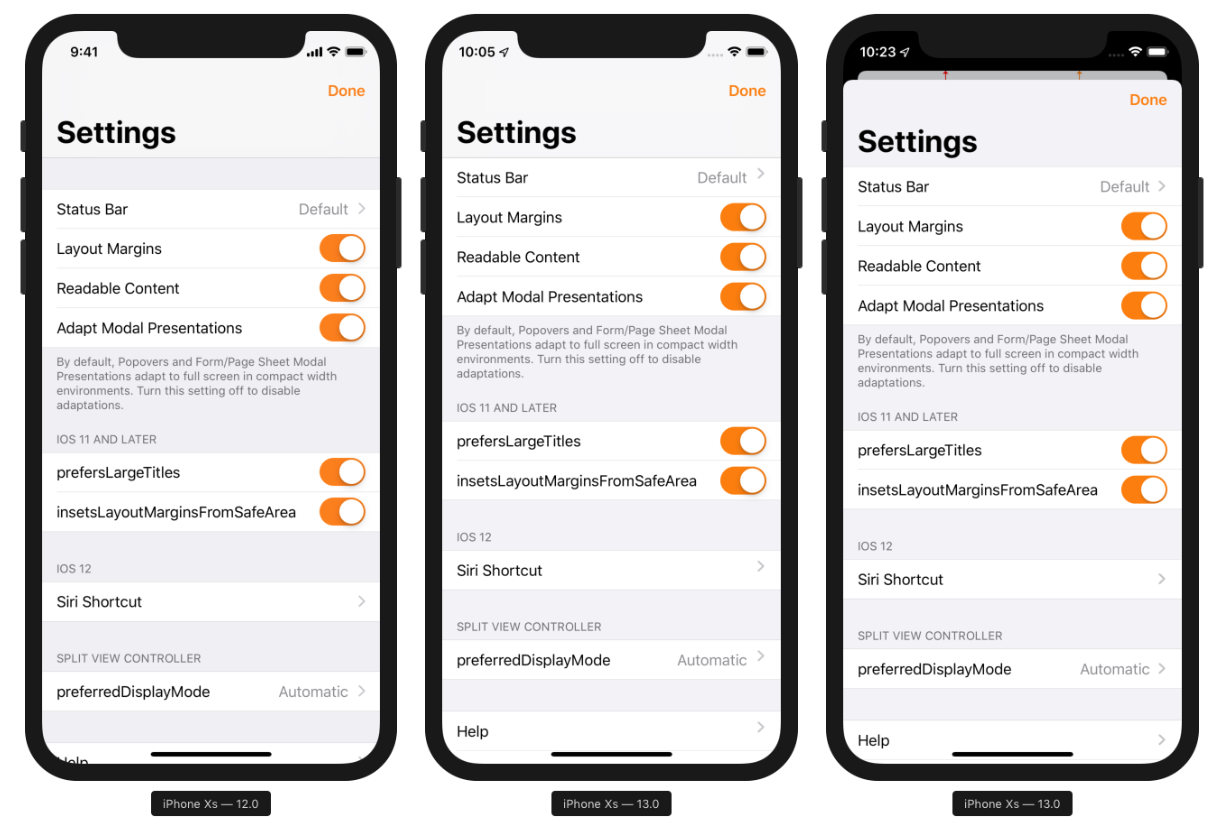 9:41
Done
Settings
Status Bar Default
Layout Margins
Readable Content
Adapt Modal Presentations
By default, Popovers and Form/Page Sheet Modal
Presentations adapt to full screen in compact width
environments. Turn this setting off to disable
adaptations.
IOS 11 AND LATER
prefersLargeTitles
insetsLayoutMarginsFromSafeArea
IOS 12
Siri Shortcut
SPLIT VIEW CONTROLLER
preferredDisplayMode Automatic
Help
iPhone Xs — 12.0
10:05
Done
Settings
Status Bar Default
Layout Margins
Readable Content
Adapt Modal Presentations
By default, Popovers and Form/Page Sheet Modal
Presentations adapt to full screen in compact width
environments. Turn this setting off to disable
adaptations.
IOS 11 AND LATER
prefersLargeTitles
insetsLayoutMarginsFromSafeArea
IOS 12
Siri Shortcut
SPLIT VIEW CONTROLLER
preferredDisplayMode Automatic
Help
iPhone Xs — 13.0
10:23
Done
Settings
Status Bar Default
Layout Margins
Readable Content
Adapt Modal Presentations
By default, Popovers and Form/Page Sheet Modal
Presentations adapt to full screen in compact width
environments. Turn this setting off to disable
adaptations.
IOS 11 AND LATER
prefersLargeTitles
insetsLayoutMarginsFromSafeArea
IOS 12
Siri Shortcut
SPLIT VIEW CONTROLLER
preferredDisplayMode Automatic
Help
iPhone Xs — 13.0